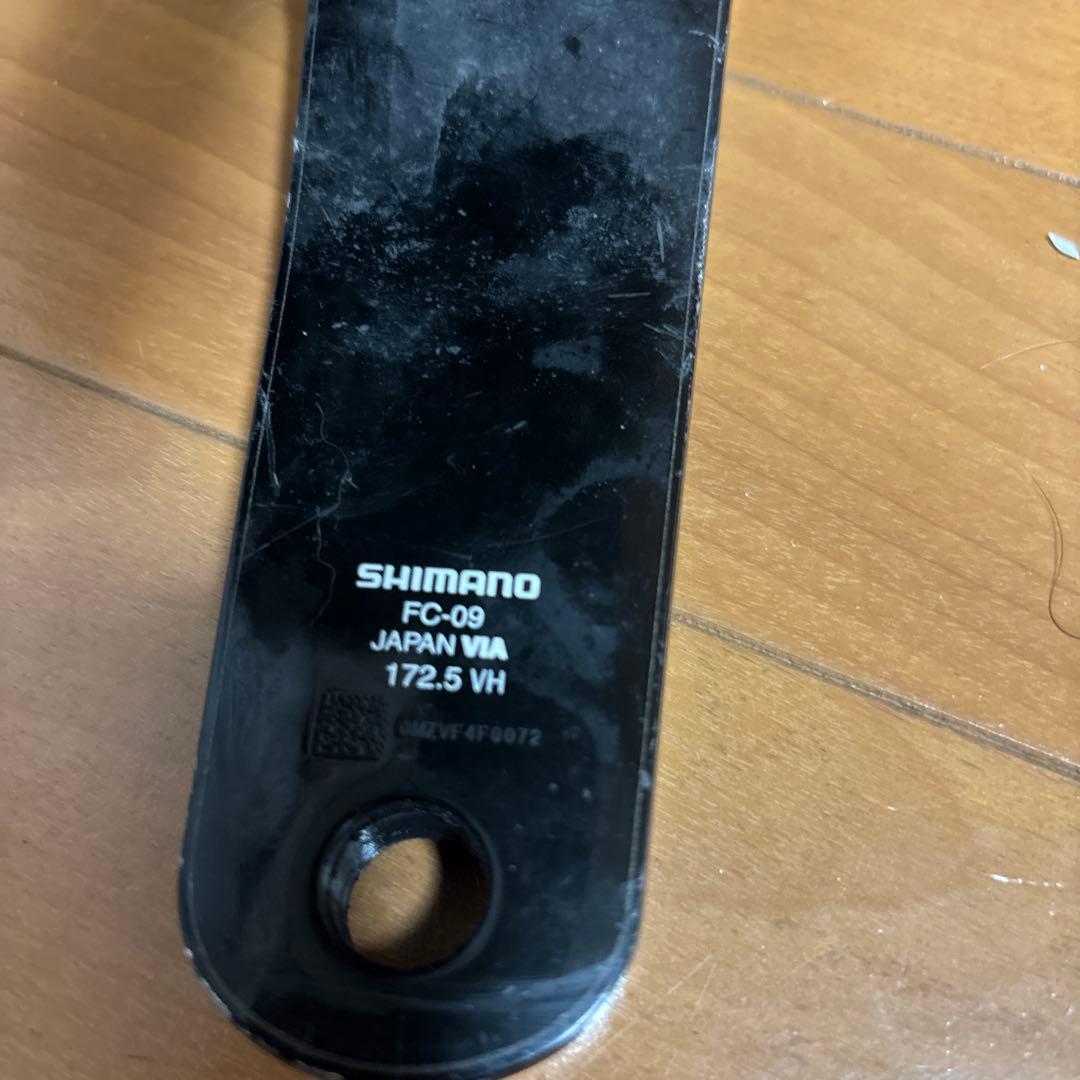 SHIMANO
FC-09
JAPAN VIA
172.5 VH